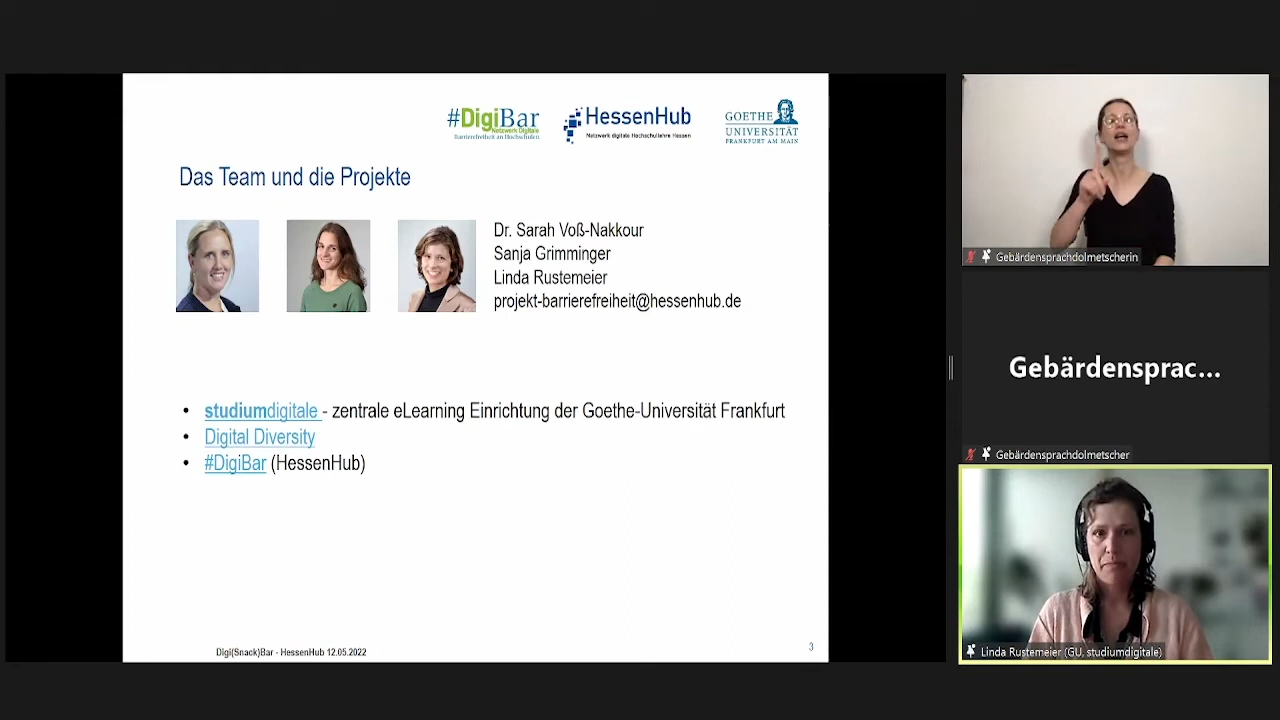 #DigiBar
Netzwerk Digitale
Barrierefreiheit an Hochschulen
HessenHub
Netzwerk digitale Hochschullehre Hessen
GOETHE
UNIVERSITÄT
FRANKFURT AM MAIN
Das Team und die Projekte
Dr. Sarah Voß-Nakkour
Sanja Grimminger
Linda Rustemeier
projekt-barrierefreiheit@hessenhub.de
• studiumdigitale - zentrale eLearning Einrichtung der Goethe-Universität Frankfurt
• Digital Diversity
• #DigiBar (HessenHub)
Digi(Snack)Bar - HessenHub 12.05.2022
3
Gebärdensprachdolmetscherin
Gebärdensprac...
Gebärdensprachdolmetscher
Linda Rustemeier (GU, studiumdigitale)